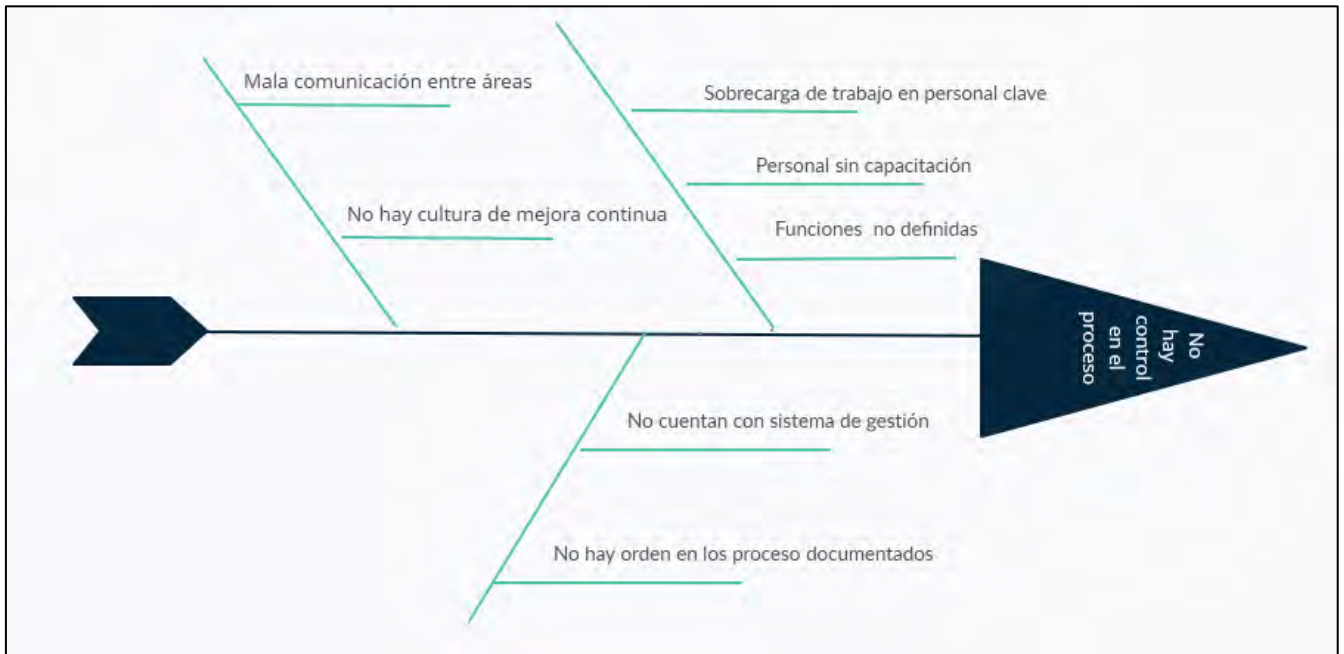 Mala comunicación entre áreas
No hay cultura de mejora continua
Sobrecarga de trabajo en personal clave
Personal sin capacitación
Funciones no definidas
No cuentan con sistema de gestión
No hay orden en los proceso documentados
No
hay
control
en el
proceso